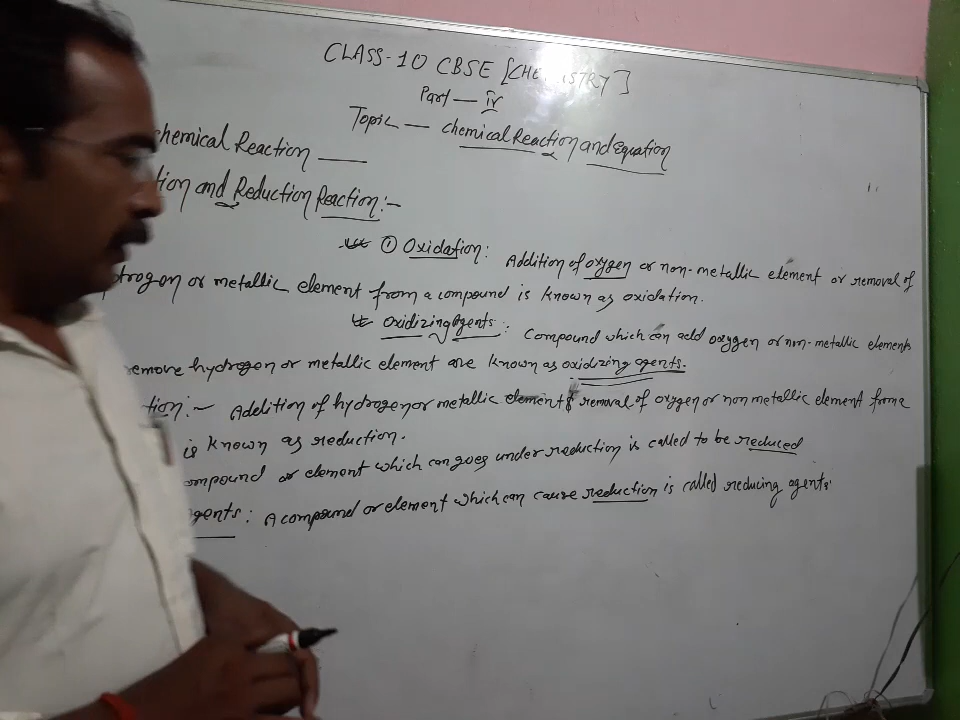 CLASS-10 CBSE [CHEMISTRY]
Part — iv
Topic — Chemical Reaction and Equation
chemical Reaction —
tion and Reduction Reaction:-
① Oxidation: Addition of oxygen or non-metallic element or removal of
drogen or metallic element from a compound is known as oxidation.
oxidizing Agents: Compound which can add oxygen or non-metallic elements
remove hydrogen or metallic element are known as oxidizing agents.
tion:- Addition of hydrogen or metallic element & removal of oxygen or non metallic element from a
is known as reduction.
ompound or element which can goes under reduction is called to be reduced
agents: A compound or element which can cause reduction is called reducing agents.